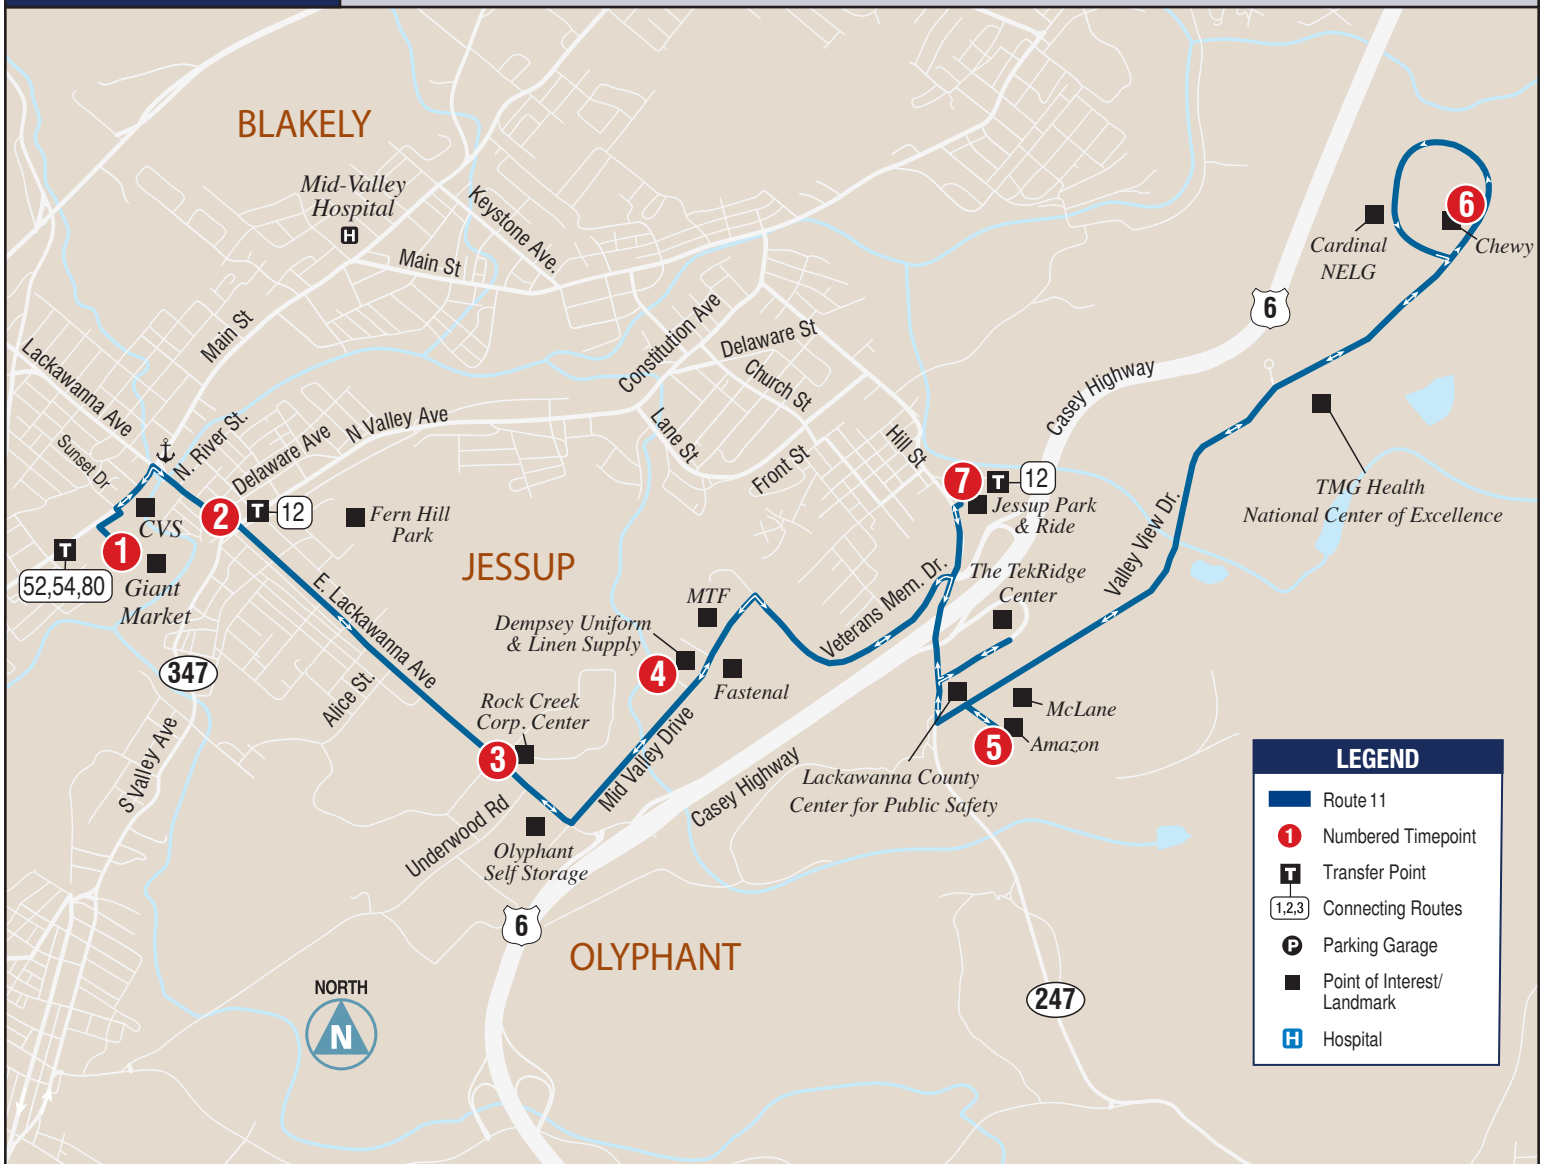 BLAKELY
Mid-Valley
Hospital
H
Keystone Ave.
Main St
Main St
Lackawanna Ave
Sunset Dr
N. River St.
Delaware Ave
N Valley Ave
Constitution Ave
Delaware St
Church St
Lane St
Front St
Hill St
Casey Highway
6
6
Cardinal
NELG
Chewy
TMG Health
National Center of Excellence
Valley View Dr.
7
T
12
Jessup Park
& Ride
The TekRidge
Center
Veterans Mem. Dr.
CVS
1
2
T
12
Fern Hill
Park
T
52,54,80
Giant
Market
347
JESSUP
E. Lackawanna Ave
Alice St.
S Valley Ave
MTF
Dempsey Uniform
& Linen Supply
4
Fastenal
Rock Creek
Corp. Center
3
Mid Valley Drive
Underwood Rd
Olyphant
Self Storage
Casey Highway
McLane
5
Amazon
Lackawanna County
Center for Public Safety
6
OLYPHANT
247
NORTH
N
LEGEND
Route 11
1
Numbered Timepoint
T
Transfer Point
1,2,3
Connecting Routes
P
Parking Garage
Point of Interest/
Landmark
H
Hospital